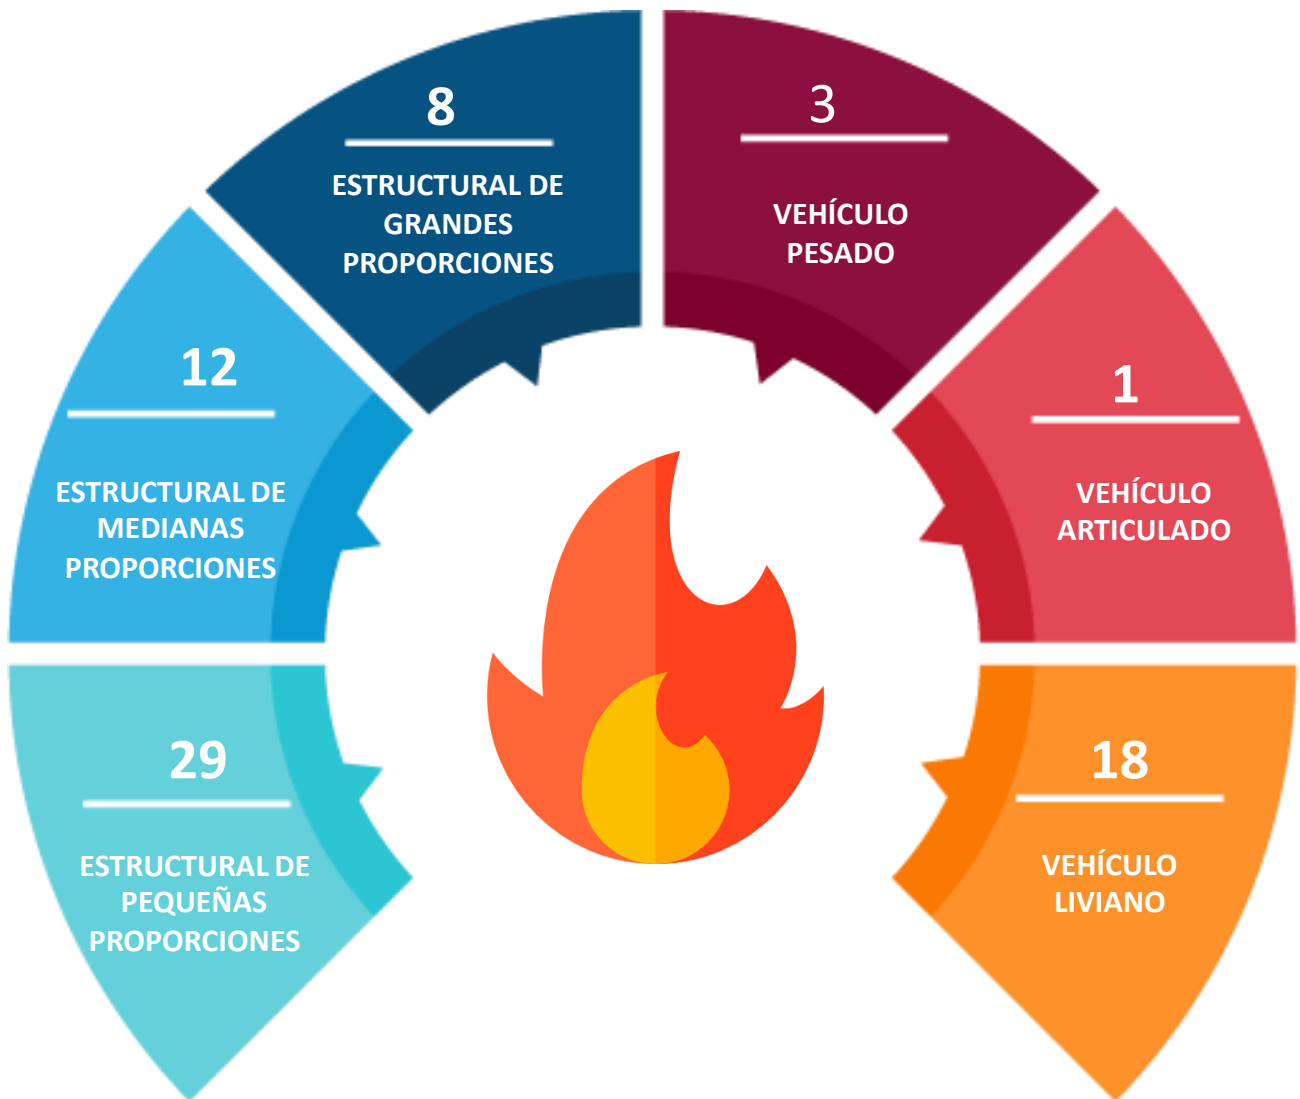 8
ESTRUCTURAL DE
GRANDES
PROPORCIONES
3
VEHÍCULO
PESADO
12
ESTRUCTURAL DE
MEDIANAS
PROPORCIONES
1
VEHÍCULO
ARTICULADO
29
ESTRUCTURAL DE
PEQUEÑAS
PROPORCIONES
18
VEHÍCULO
LIVIANO